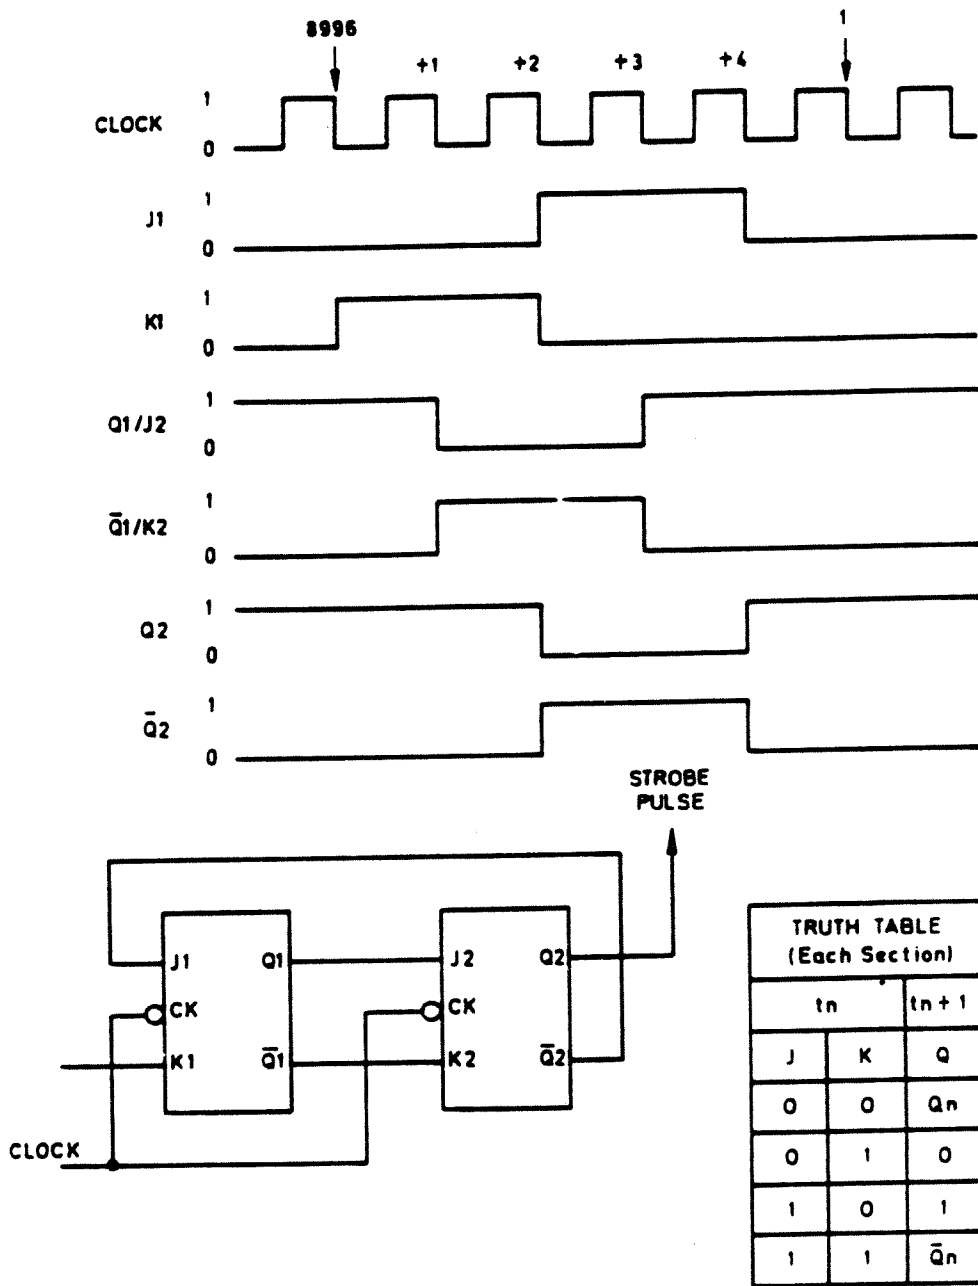 8996
1
+1 +2 +3 +4
CLOCK 1
0
J1 1
0
K1 1
0
Q1/J2 1
0
Q̄1/K2 1
0
Q2 1
0
Q̄2 1
0
STROBE
PULSE
J1 Q1 J2 Q2
CK CK
K1 Q̄1 K2 Q̄2
CLOCK
TRUTH TABLE
(Each Section)
tn tn + 1
J K Q
0 0 Qn
0 1 0
1 0 1
1 1 Q̄n